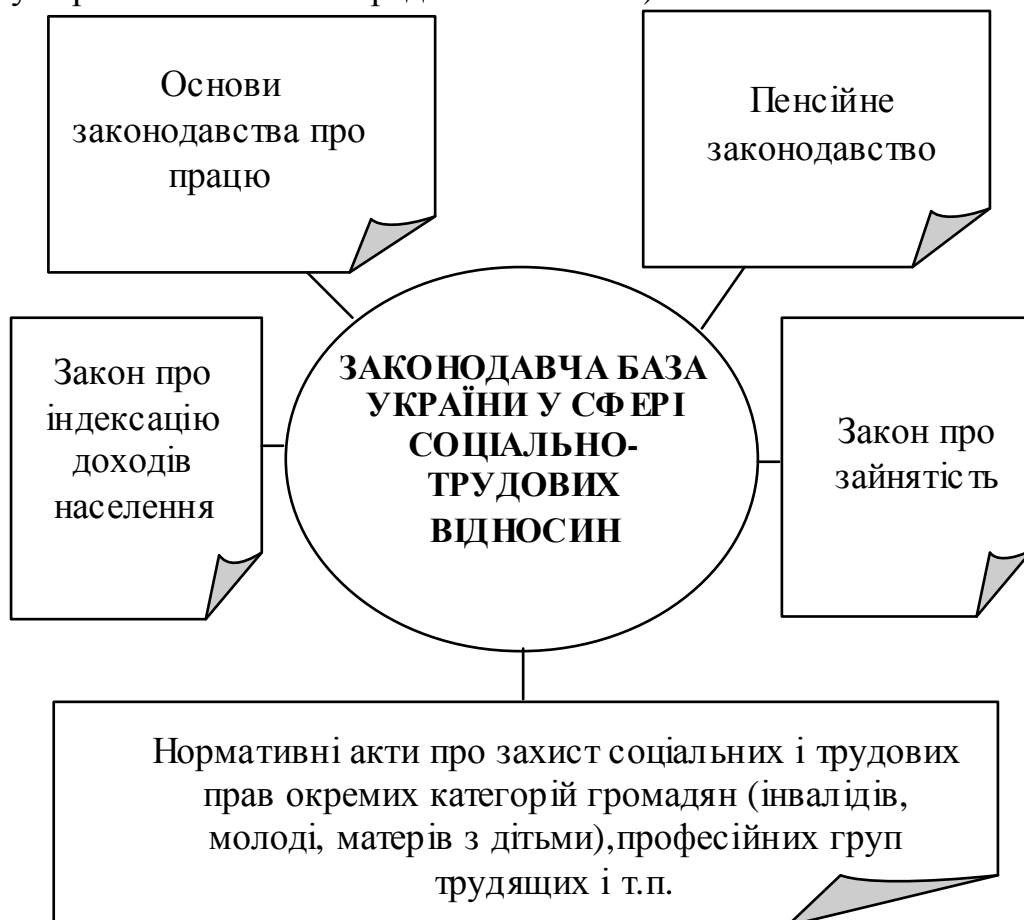 Основи
законодавства про
працю
Пенсійне
законодавство
Закон про
індексацію
доходів
населення
ЗАКОНОДАВЧА БАЗА
УКРАЇНИ У СФЕРІ
СОЦІАЛЬНО-
ТРУДОВИХ
ВІДНОСИН
Закон про
зайнятість
Нормативні акти про захист соціальних і трудових
прав окремих категорій громадян (інвалідів,
молоді, матерів з дітьми),професійних груп
трудящих і т.п.